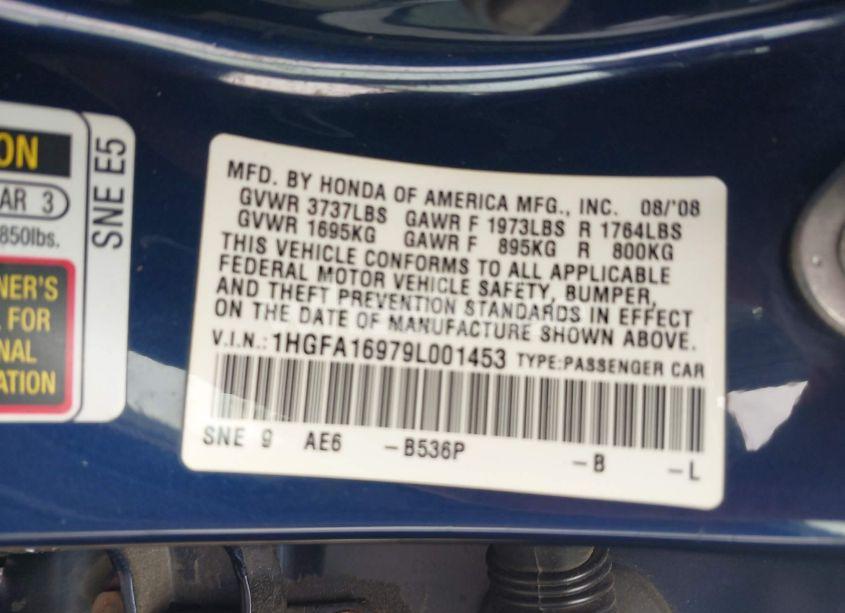 ON
AR 3
850lbs.
NER'S
L FOR
NAL
ATION
SNE E5
MFD. BY HONDA OF AMERICA MFG., INC. 08/'08
GVWR 3737LBS GAWR F 1973LBS R 1764LBS
GVWR 1695KG GAWR F 895KG R 800KG
THIS VEHICLE CONFORMS TO ALL APPLICABLE
FEDERAL MOTOR VEHICLE SAFETY, BUMPER,
AND THEFT PREVENTION STANDARDS IN EFFECT
ON THE DATE OF MANUFACTURE SHOWN ABOVE.
V.I.N.: 1HGFA16979L001453 TYPE:PASSENGER CAR
SNE 9 AE6 -B536P -B -L